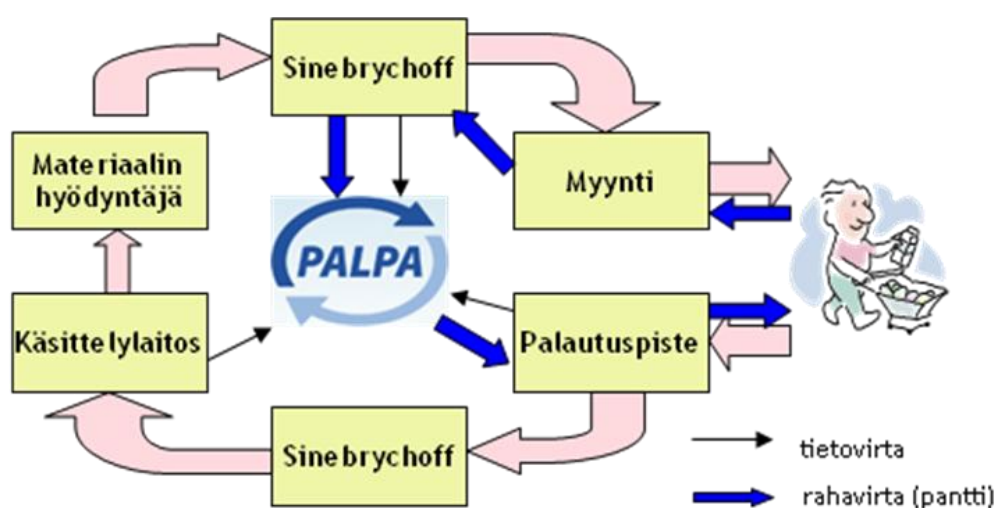 Sinebrychoff
Materiaalin
hyödyntäjä
Myynti
PALPA
Käsittelylaitos
Palautuspiste
Sinebrychoff
tietovirta
rahavirta (pantti)